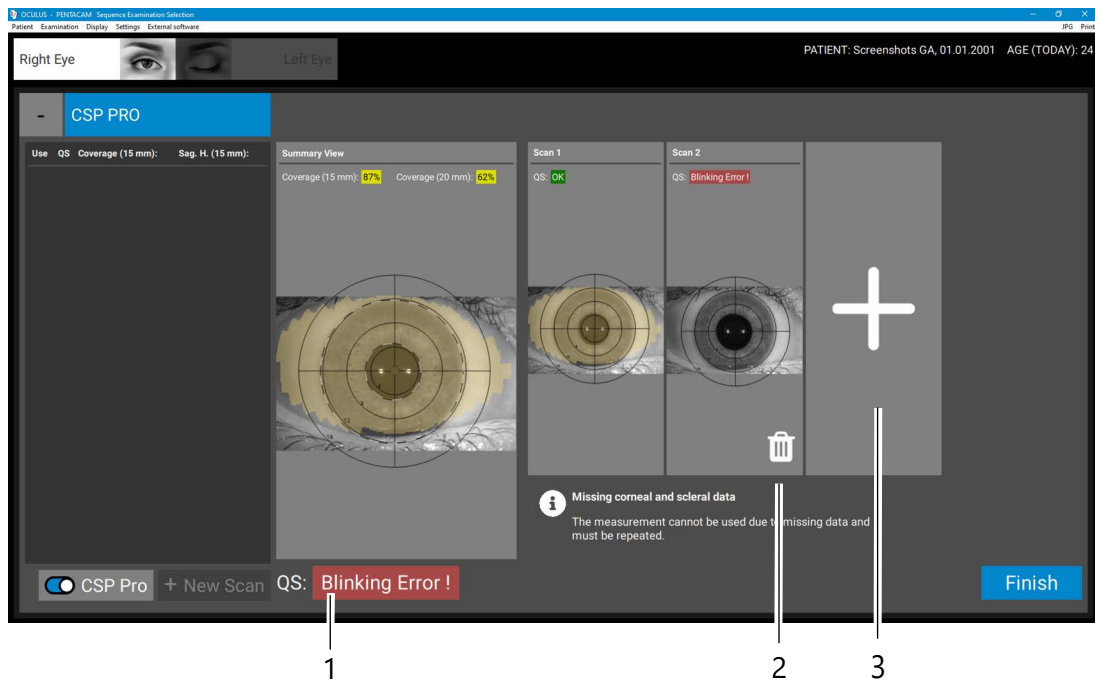 OCULUS - PENTACAM Sequence Examination Selection
Patient Examination Display Settings External software JPG Print
Right Eye Left Eye PATIENT: Screenshots GA, 01.01.2001 AGE (TODAY): 24
- CSP PRO
Use QS Coverage (15 mm): Sag. H. (15 mm):
Summary View
Coverage (15 mm): 87% Coverage (20 mm): 62%
Scan 1
QS: OK
Scan 2
QS: Blinking Error !
Missing corneal and scleral data
The measurement cannot be used due to missing data and
must be repeated.
CSP Pro + New Scan QS: Blinking Error ! Finish
1 2 3